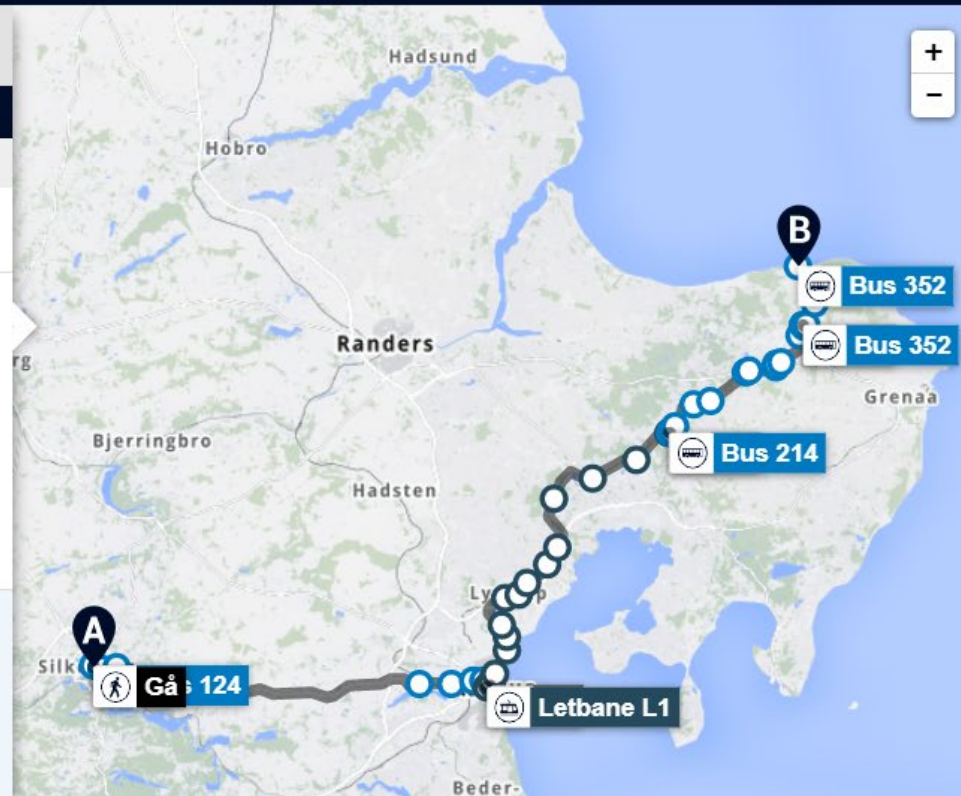 Hadsund
+
−
Hobro
B
Bus 352
Randers
Bus 352
rg
Grenaa
Bjerringbro
Bus 214
Hadsten
Ly
p
A
Silk
Gå
124
Letbane L1
Beder-